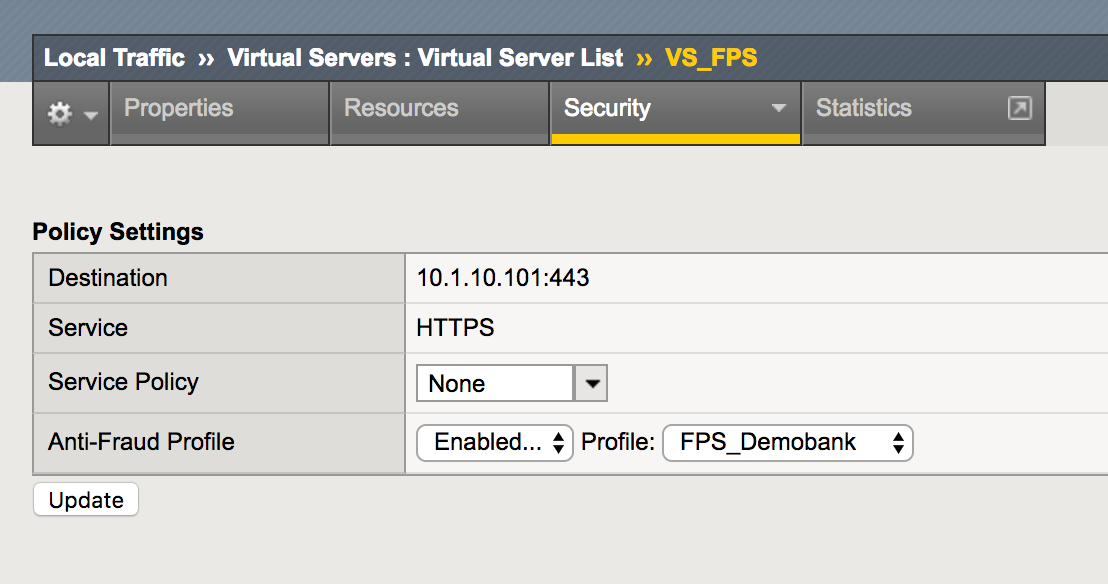 Local Traffic ›› Virtual Servers : Virtual Server List ›› VS_FPS
Properties Resources Security Statistics
Policy Settings
Destination 10.1.10.101:443
Service HTTPS
Service Policy None
Anti-Fraud Profile Enabled... Profile: FPS_Demobank
Update